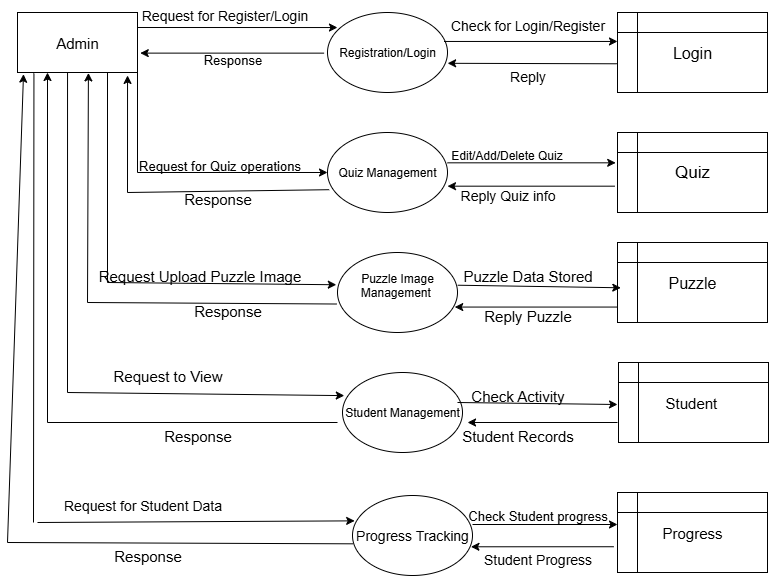 Request for Register/Login
Admin
Registration/Login
Check for Login/Register
Login
Response
Reply
Request for Quiz operations
Quiz Management
Edit/Add/Delete Quiz
Quiz
Response
Reply Quiz info
Request Upload Puzzle Image
Puzzle Image
Management
Puzzle Data Stored
Puzzle
Response
Reply Puzzle
Request to View
Student Management
Check Activity
Student
Response
Student Records
Request for Student Data
Progress Tracking
Check Student progress
Progress
Response
Student Progress